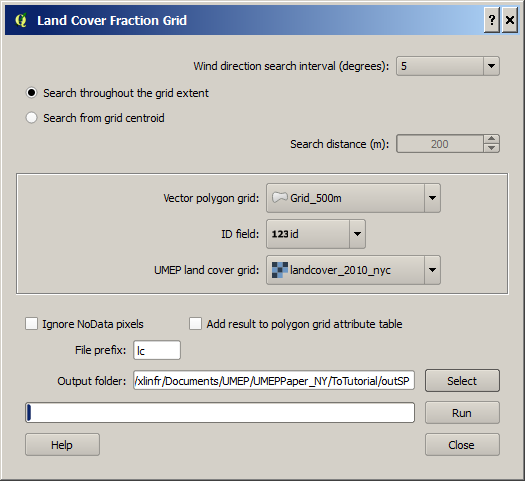 Land Cover Fraction Grid
Wind direction search interval (degrees): 5
Search throughout the grid extent
Search from grid centroid
Search distance (m): 200
Vector polygon grid: Grid_500m
ID field: 123 id
UMEP land cover grid: landcover_2010_nyc
Ignore NoData pixels Add result to polygon grid attribute table
File prefix: lc
Output folder: /xlinfr/Documents/UMEP/UMEPPaper_NY/ToTutorial/outSP Select
Run
Help Close